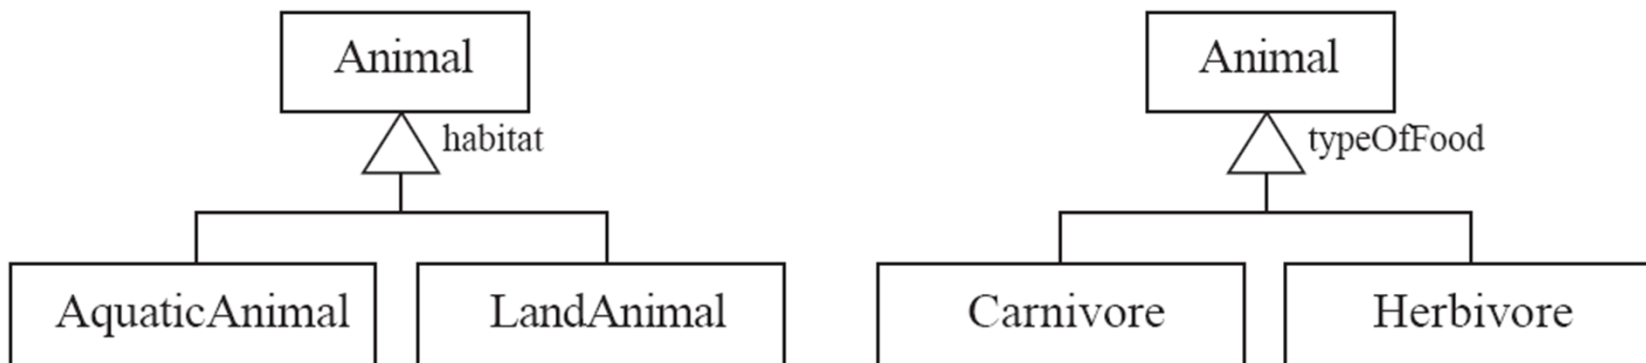 Animal
habitat
AquaticAnimal
LandAnimal
Animal
typeOfFood
Carnivore
Herbivore